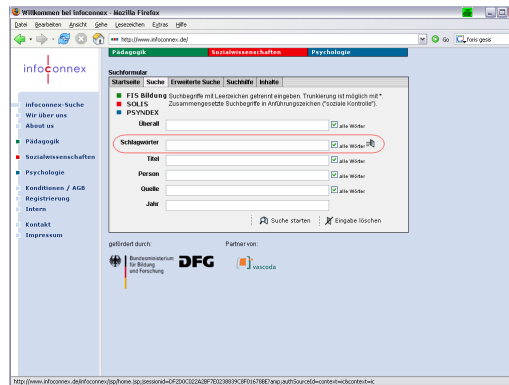 Willkommen bei infoconnex - Mozilla Firefox
Datei Bearbeiten Ansicht Gehe Lesezeichen Extras Hilfe
http://www.infoconnex.de/ Go foris gesis
Pädagogik Sozialwissenschaften Psychologie
infoconnex
Suchformular
Startseite Suche Erweiterte Suche Suchhilfe Inhalte
FIS Bildung Suchbegriffe mit Leerzeichen getrennt eingeben. Trunkierung ist möglich mit *.
SOLIS Zusammengesetzte Suchbegriffe in Anführungszeichen ("soziale Kontrolle").
PSYNDEX
infoconnex-Suche
Wir über uns
About us
Pädagogik
Sozialwissenschaften
Psychologie
Konditionen / AGB
Registrierung
Intern
Kontakt
Impressum
Überall alle Wörter
Schlagwörter alle Wörter
Titel alle Wörter
Person alle Wörter
Quelle alle Wörter
Jahr
Suche starten Eingabe löschen
gefördert durch: Partner von:
Bundesministerium
für Bildung
und Forschung
DFG
vascoda